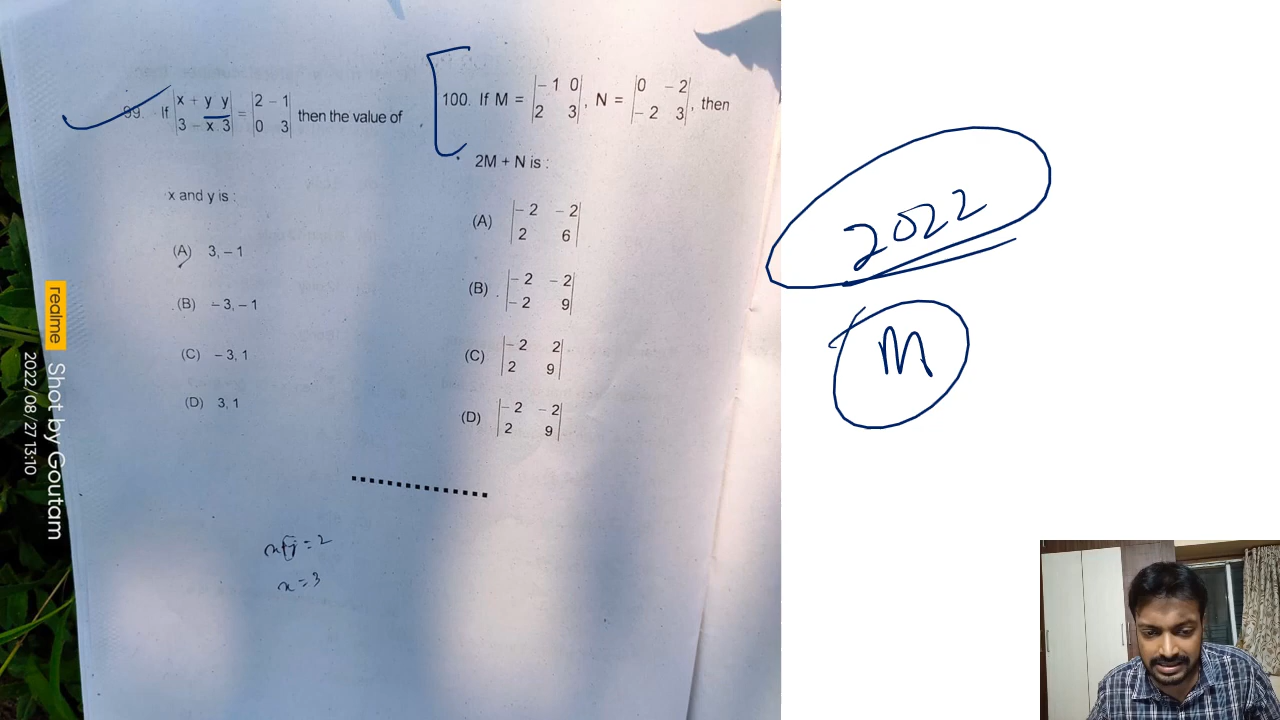 99. If |x + y y| = |2 - 1| then the value of
|3 - x 3| |0 3|
x and y is :
(A) 3, – 1
(B) – 3, – 1
(C) – 3, 1
(D) 3, 1
x+y = 2
x = 3
100. If M = |– 1 0|, N = |0 – 2|, then
|2 3| |– 2 3|
2M + N is :
(A) |– 2 – 2|
|2 6|
(B) |– 2 – 2|
|– 2 9|
(C) |– 2 2|
|2 9|
(D) |– 2 – 2|
|2 9|
2022
M
realme
Shot by Goutam
2022/08/27 13:10